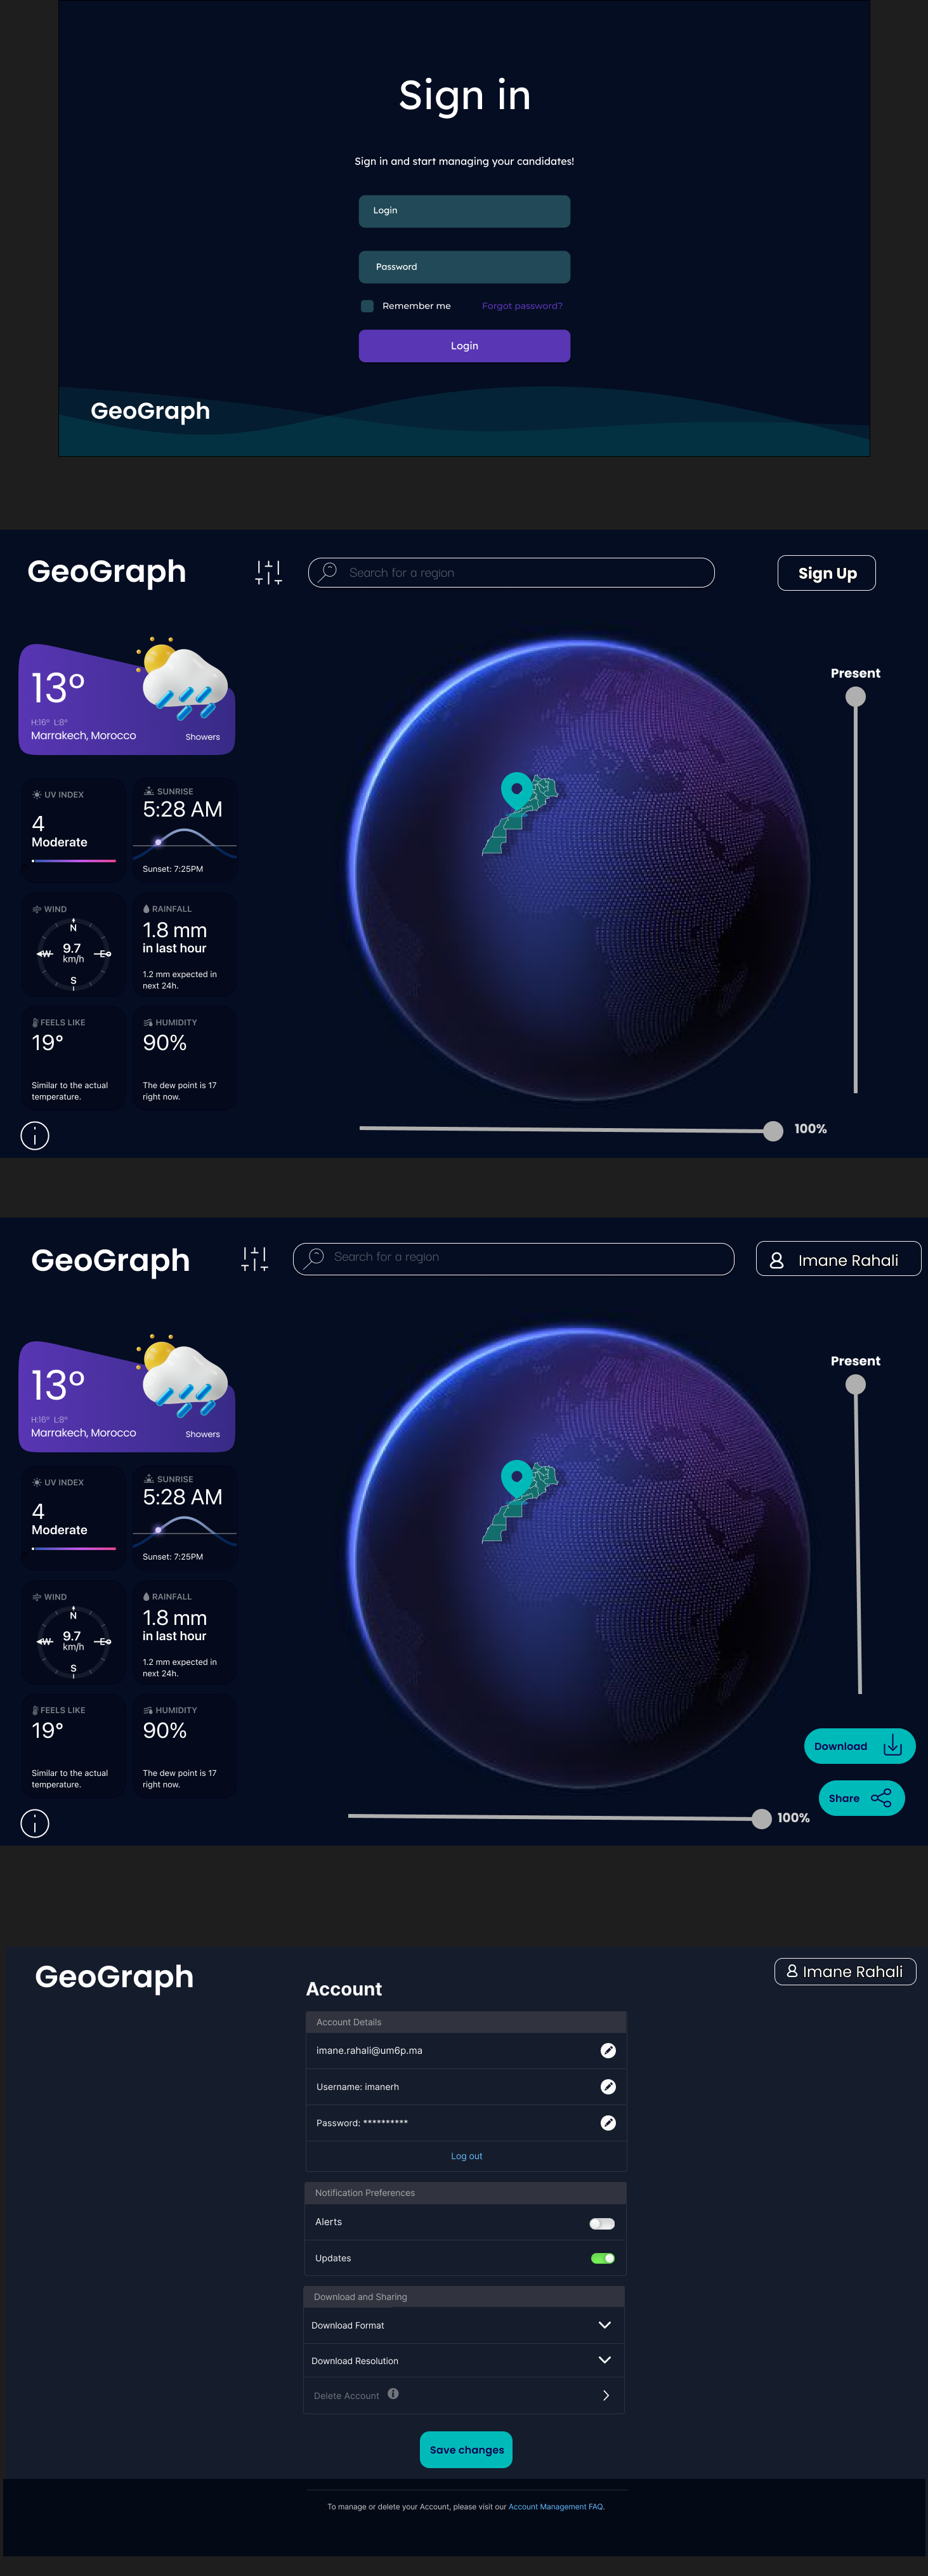 Sign in
Sign in and start managing your candidates!
Login
Password
Remember me
Forgot password?
Login
GeoGraph
GeoGraph
Search for a region
Sign Up
13°
H:16° L:8°
Marrakech, Morocco
Showers
Present
UV INDEX
4
Moderate
SUNRISE
5:28 AM
Sunset: 7:25PM
WIND
N
W
9.7
km/h
E
S
RAINFALL
1.8 mm
in last hour
1.2 mm expected in
next 24h.
FEELS LIKE
19°
Similar to the actual
temperature.
HUMIDITY
90%
The dew point is 17
right now.
100%
GeoGraph
Search for a region
Imane Rahali
13°
H:16° L:8°
Marrakech, Morocco
Showers
Present
UV INDEX
4
Moderate
SUNRISE
5:28 AM
Sunset: 7:25PM
WIND
N
W
9.7
km/h
E
S
RAINFALL
1.8 mm
in last hour
1.2 mm expected in
next 24h.
FEELS LIKE
19°
Similar to the actual
temperature.
HUMIDITY
90%
The dew point is 17
right now.
Download
Share
100%
GeoGraph
Imane Rahali
Account
Account Details
imane.rahali@um6p.ma
Username: imanerh
Password: **********
Log out
Notification Preferences
Alerts
Updates
Download and Sharing
Download Format
Download Resolution
Delete Account
Save changes
To manage or delete your Account, please visit our Account Management FAQ.